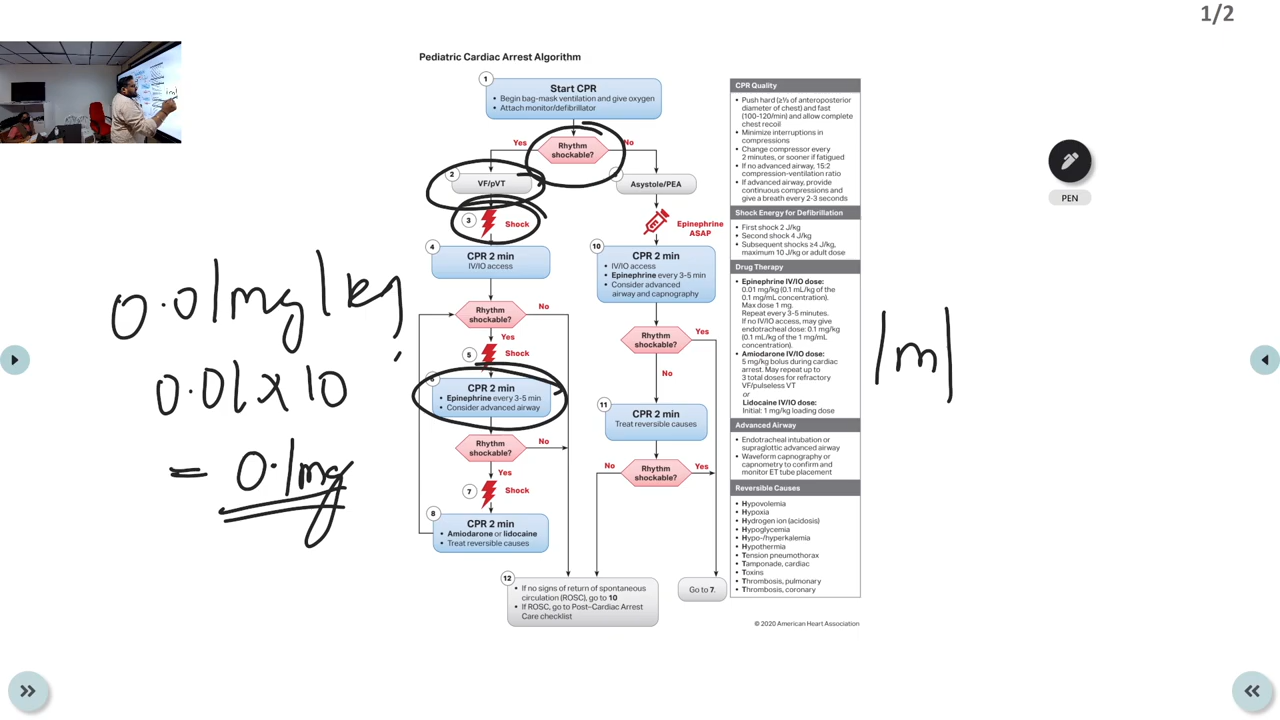 1/2
Pediatric Cardiac Arrest Algorithm
1
Start CPR
• Begin bag-mask ventilation and give oxygen
• Attach monitor/defibrillator
Yes
Rhythm
shockable?
No
2
VF/pVT
Asystole/PEA
3
Shock
Epinephrine
ASAP
4
CPR 2 min
IV/IO access
10
CPR 2 min
• IV/IO access
• Epinephrine every 3-5 min
• Consider advanced
airway and capnography
Rhythm
shockable?
No
Yes
5
Shock
Rhythm
shockable?
Yes
No
CPR 2 min
• Epinephrine every 3-5 min
• Consider advanced airway
11
CPR 2 min
Treat reversible causes
Rhythm
shockable?
No
Yes
7
Shock
No
Rhythm
shockable?
Yes
8
CPR 2 min
• Amiodarone or lidocaine
• Treat reversible causes
12
• If no signs of return of spontaneous
circulation (ROSC), go to 10
• If ROSC, go to Post–Cardiac Arrest
Care checklist
Go to 7.
CPR Quality
• Push hard (≥⅓ of anteroposterior
diameter of chest) and fast
(100-120/min) and allow complete
chest recoil
• Minimize interruptions in
compressions
• Change compressor every
2 minutes, or sooner if fatigued
• If no advanced airway, 15:2
compression-ventilation ratio
• If advanced airway, provide
continuous compressions and
give a breath every 2-3 seconds
Shock Energy for Defibrillation
• First shock 2 J/kg
• Second shock 4 J/kg
• Subsequent shocks ≥4 J/kg,
maximum 10 J/kg or adult dose
Drug Therapy
• Epinephrine IV/IO dose:
0.01 mg/kg (0.1 mL/kg of the
0.1 mg/mL concentration).
Max dose 1 mg.
Repeat every 3-5 minutes.
If no IV/IO access, may give
endotracheal dose: 0.1 mg/kg
(0.1 mL/kg of the 1 mg/mL
concentration).
• Amiodarone IV/IO dose:
5 mg/kg bolus during cardiac
arrest. May repeat up to
3 total doses for refractory
VF/pulseless VT
or
Lidocaine IV/IO dose:
Initial: 1 mg/kg loading dose
Advanced Airway
• Endotracheal intubation or
supraglottic advanced airway
• Waveform capnography or
capnometry to confirm and
monitor ET tube placement
Reversible Causes
• Hypovolemia
• Hypoxia
• Hydrogen ion (acidosis)
• Hypoglycemia
• Hypo-/hyperkalemia
• Hypothermia
• Tension pneumothorax
• Tamponade, cardiac
• Toxins
• Thrombosis, pulmonary
• Thrombosis, coronary
© 2020 American Heart Association
0.01mg/kg
0.01 x 10
= 0.1mg
1ml
PEN